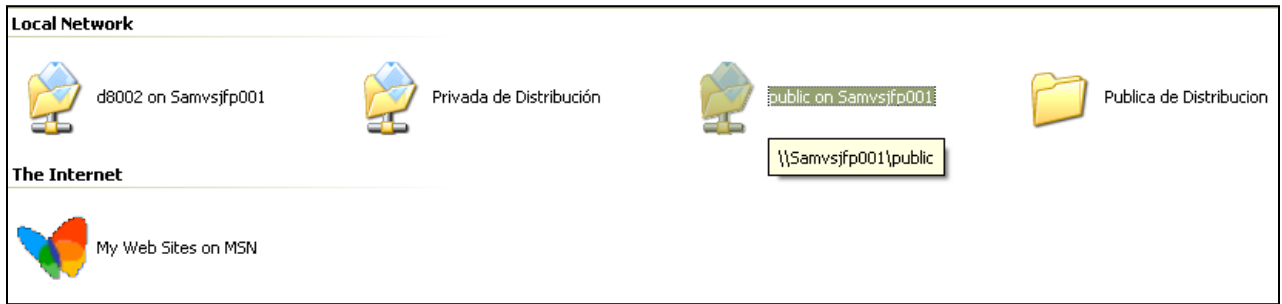 Local Network
d8002 on Samvsjfp001
Privada de Distribución
public on Samvsjfp001
Publica de Distribucion
\\Samvsjfp001\public
The Internet
My Web Sites on MSN